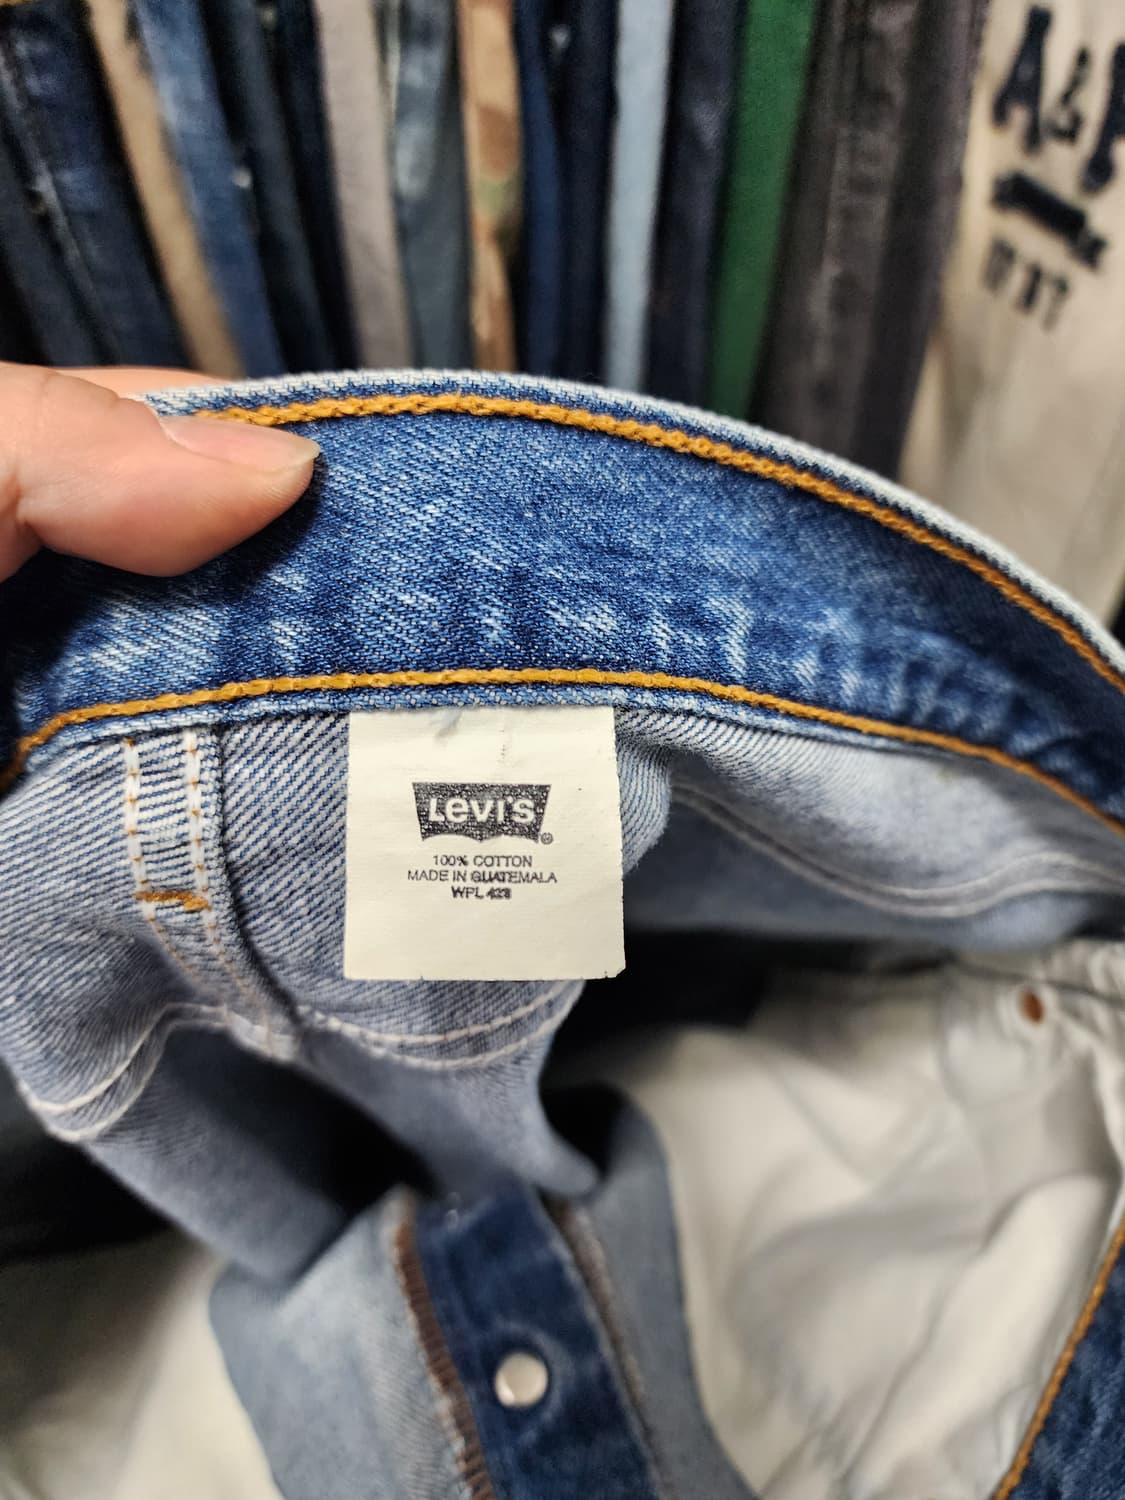 A&F
LEVI'S®
100% COTTON
MADE IN GUATEMALA
WPL 423